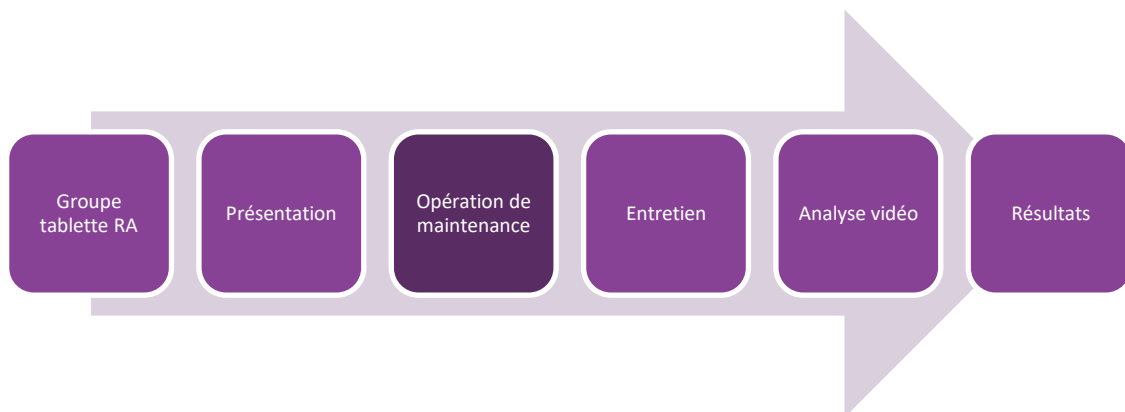 Groupe
tablette RA
Présentation
Opération de
maintenance
Entretien
Analyse vidéo
Résultats